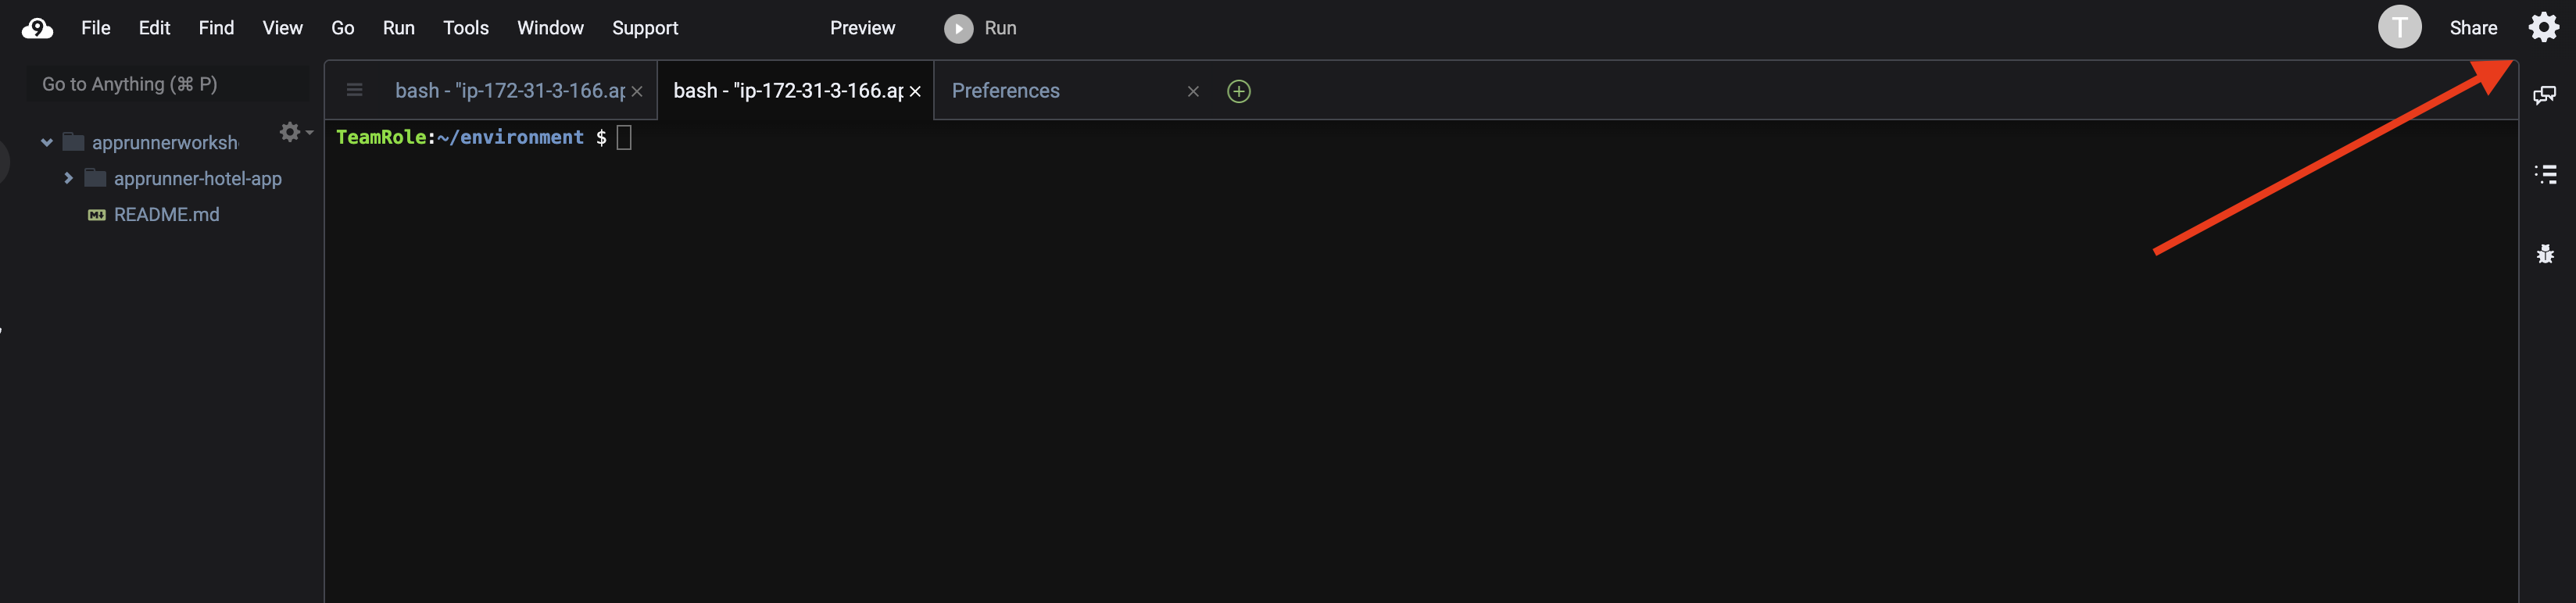 9 File Edit Find View Go Run Tools Window Support Preview Run T Share
Go to Anything (⌘ P)
bash - "ip-172-31-3-166.ap × bash - "ip-172-31-3-166.ap × Preferences ×
TeamRole:~/environment $
apprunnerworksh
apprunner-hotel-app
M↓ README.md